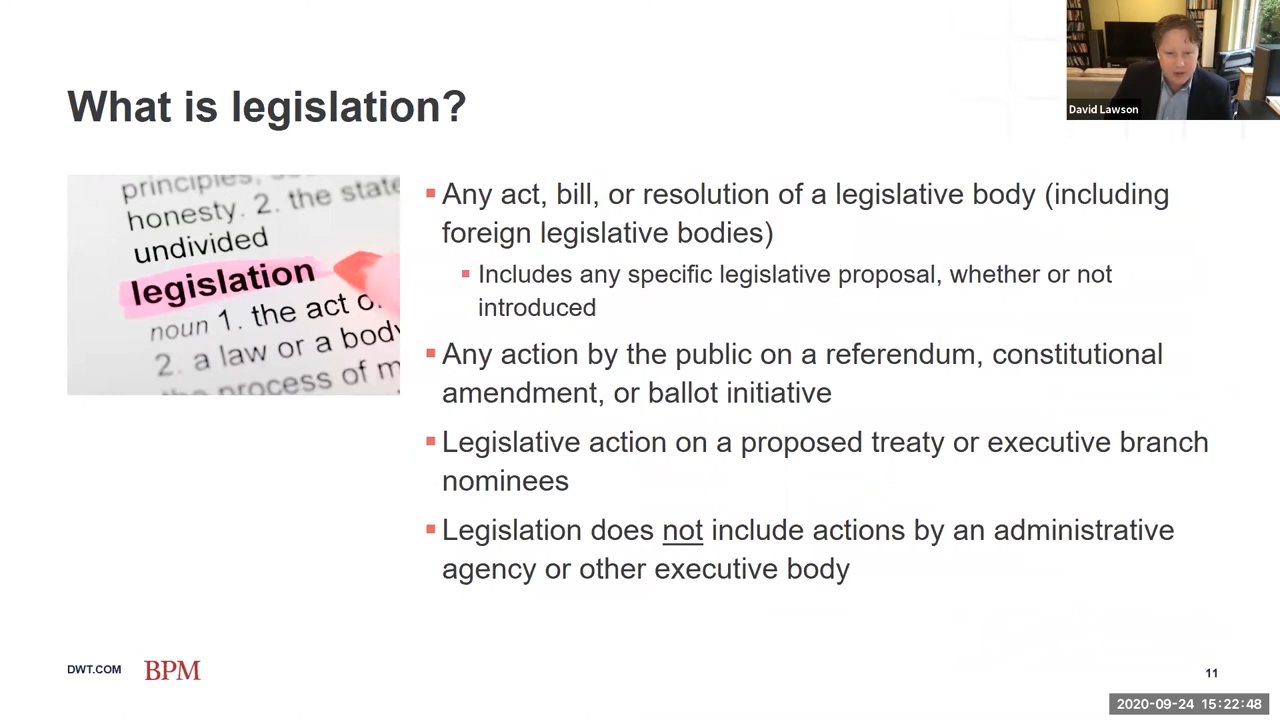 David Lawson
What is legislation?
principles,
honesty. 2. the state
undivided
legislation
noun 1. the act
2. a law or a body
the process of
▪ Any act, bill, or resolution of a legislative body (including
foreign legislative bodies)
▪ Includes any specific legislative proposal, whether or not
introduced
▪ Any action by the public on a referendum, constitutional
amendment, or ballot initiative
▪ Legislative action on a proposed treaty or executive branch
nominees
▪ Legislation does not include actions by an administrative
agency or other executive body
DWT.COM BPM
11
2020-09-24 15:22:48